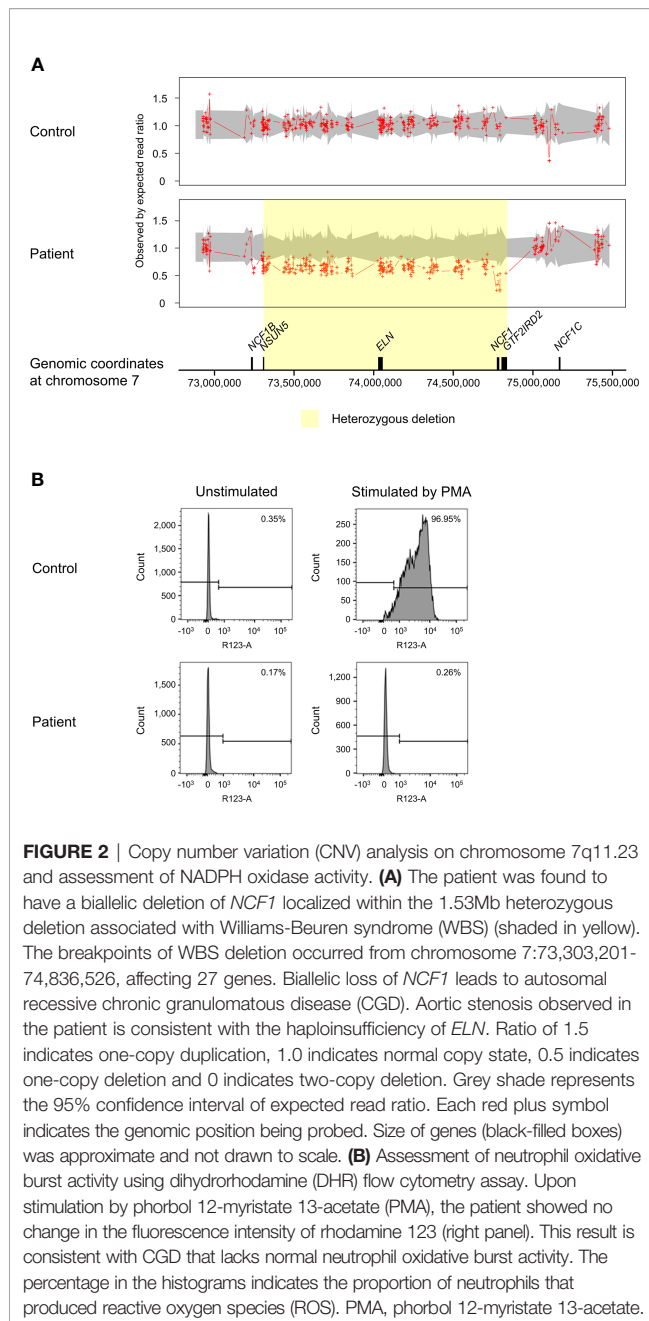 A
Control
Patient
Observed by expected read ratio
1.5
1.0
0.5
0
1.5
1.0
0.5
0
NCF1B
NSUN5
ELN
NCF1
GTF2IRD2
NCF1C
Genomic coordinates
at chromosome 7
73,000,000
73,500,000
74,000,000
74,500,000
75,000,000
75,500,000
Heterozygous deletion
B
Unstimulated
Stimulated by PMA
Control
Count
2,000
1,500
1,000
500
0
0.35%
-10³ 0 10³ 10⁴ 10⁵
R123-A
Count
250
200
150
100
50
0
96.95%
-10³ 0 10³ 10⁴ 10⁵
R123-A
Patient
Count
1,500
1,000
500
0
0.17%
-10³ 0 10³ 10⁴ 10⁵
R123-A
Count
1,200
900
600
300
0
0.26%
-10³ 0 10³ 10⁴ 10⁵
R123-A
FIGURE 2 | Copy number variation (CNV) analysis on chromosome 7q11.23
and assessment of NADPH oxidase activity. (A) The patient was found to
have a biallelic deletion of NCF1 localized within the 1.53Mb heterozygous
deletion associated with Williams-Beuren syndrome (WBS) (shaded in yellow).
The breakpoints of WBS deletion occurred from chromosome 7:73,303,201-
74,836,526, affecting 27 genes. Biallelic loss of NCF1 leads to autosomal
recessive chronic granulomatous disease (CGD). Aortic stenosis observed in
the patient is consistent with the haploinsufficiency of ELN. Ratio of 1.5
indicates one-copy duplication, 1.0 indicates normal copy state, 0.5 indicates
one-copy deletion and 0 indicates two-copy deletion. Grey shade represents
the 95% confidence interval of expected read ratio. Each red plus symbol
indicates the genomic position being probed. Size of genes (black-filled boxes)
was approximate and not drawn to scale. (B) Assessment of neutrophil oxidative
burst activity using dihydrorhodamine (DHR) flow cytometry assay. Upon
stimulation by phorbol 12-myristate 13-acetate (PMA), the patient showed no
change in the fluorescence intensity of rhodamine 123 (right panel). This result is
consistent with CGD that lacks normal neutrophil oxidative burst activity. The
percentage in the histograms indicates the proportion of neutrophils that
produced reactive oxygen species (ROS). PMA, phorbol 12-myristate 13-acetate.